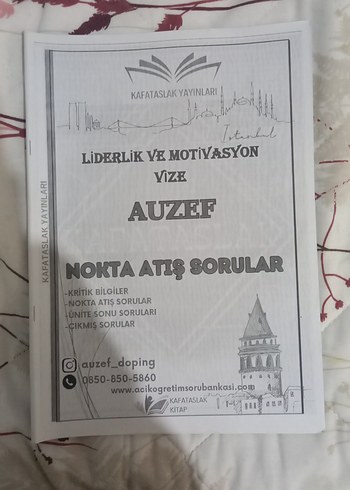 KAFATASLAK YAYINLARI
İstanbul
LİDERLİK VE MOTİVASYON
VİZE
AUZEF
KAFATASLAK YAYINLARI
NOKTA ATIŞ SORULAR
-KRİTİK BİLGİLER
-NOKTA ATIŞ SORULAR
-ÜNİTE SONU SORULARI
-ÇIKMIŞ SORULAR
auzef_doping
0850-850-5860
www.acikogretimsorubankasi.com
KAFATASLAK
KİTAP